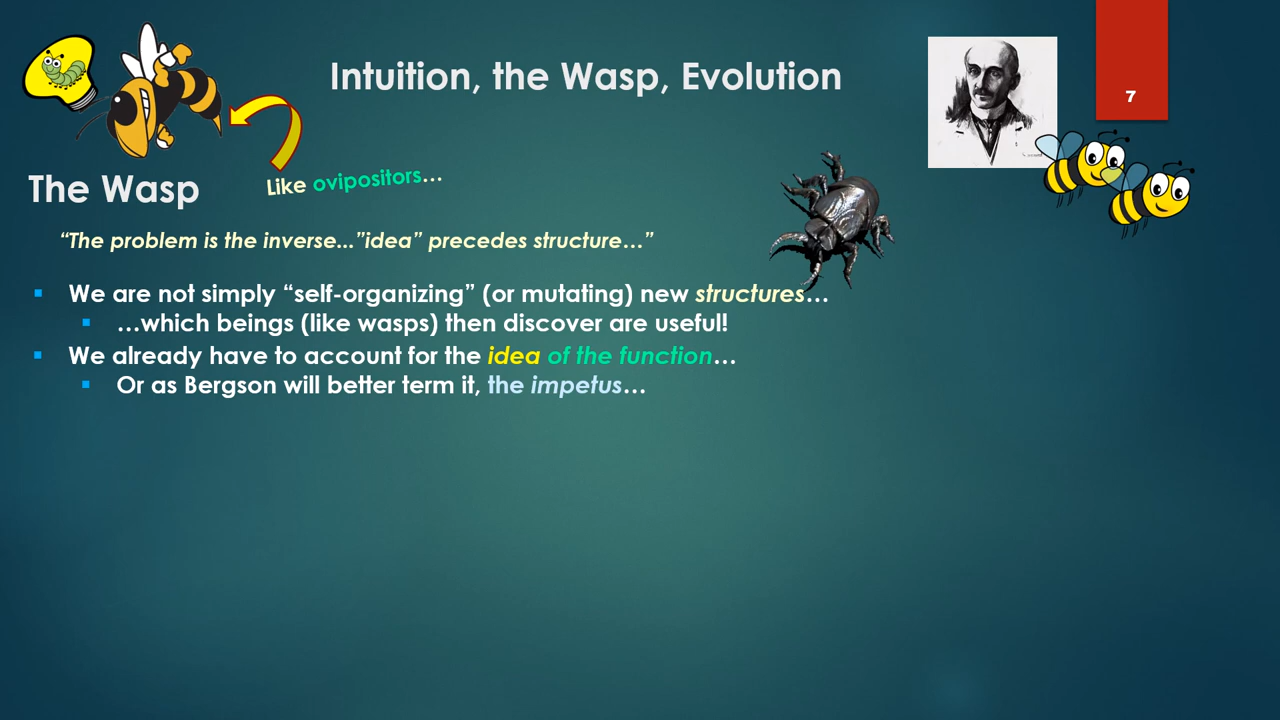 Intuition, the Wasp, Evolution
7
The Wasp
Like ovipositors…
“The problem is the inverse...”idea” precedes structure…”
We are not simply “self-organizing” (or mutating) new structures…
…which beings (like wasps) then discover are useful!
We already have to account for the idea of the function…
Or as Bergson will better term it, the impetus…